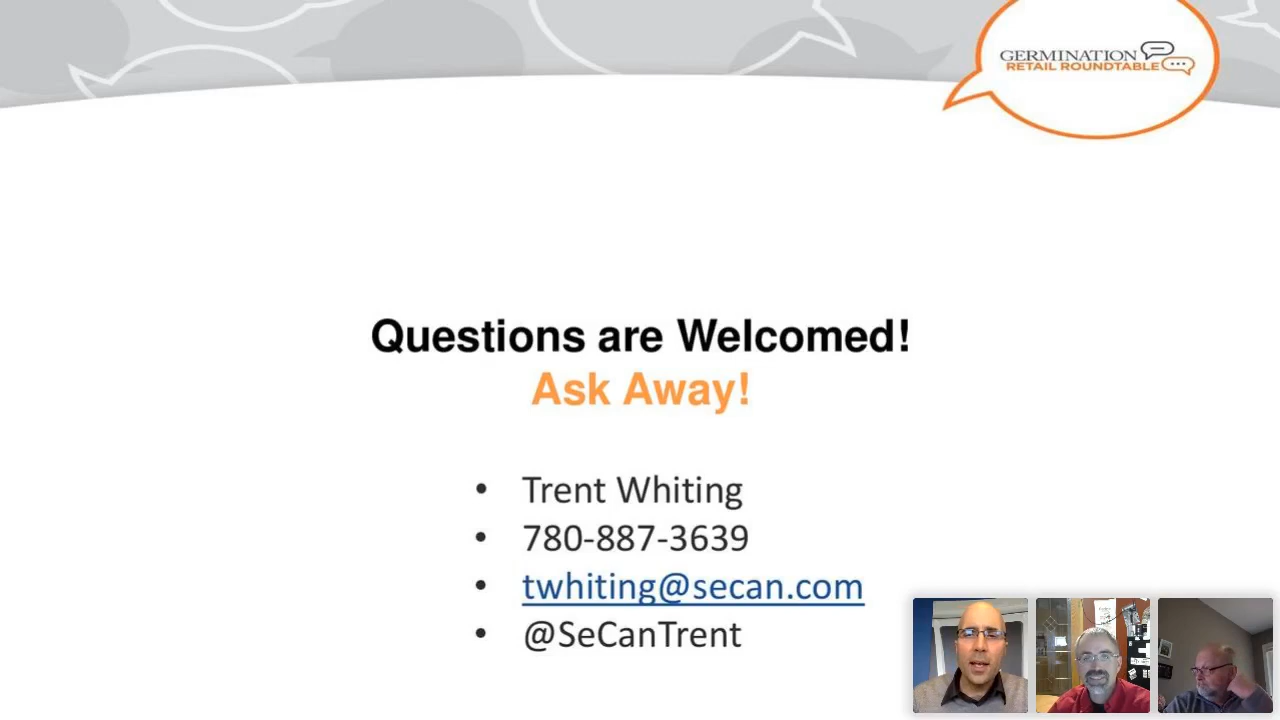 GERMINATION
RETAIL ROUNDTABLE
Questions are Welcomed!
Ask Away!
• Trent Whiting
• 780-887-3639
• twhiting@secan.com
• @SeCanTrent